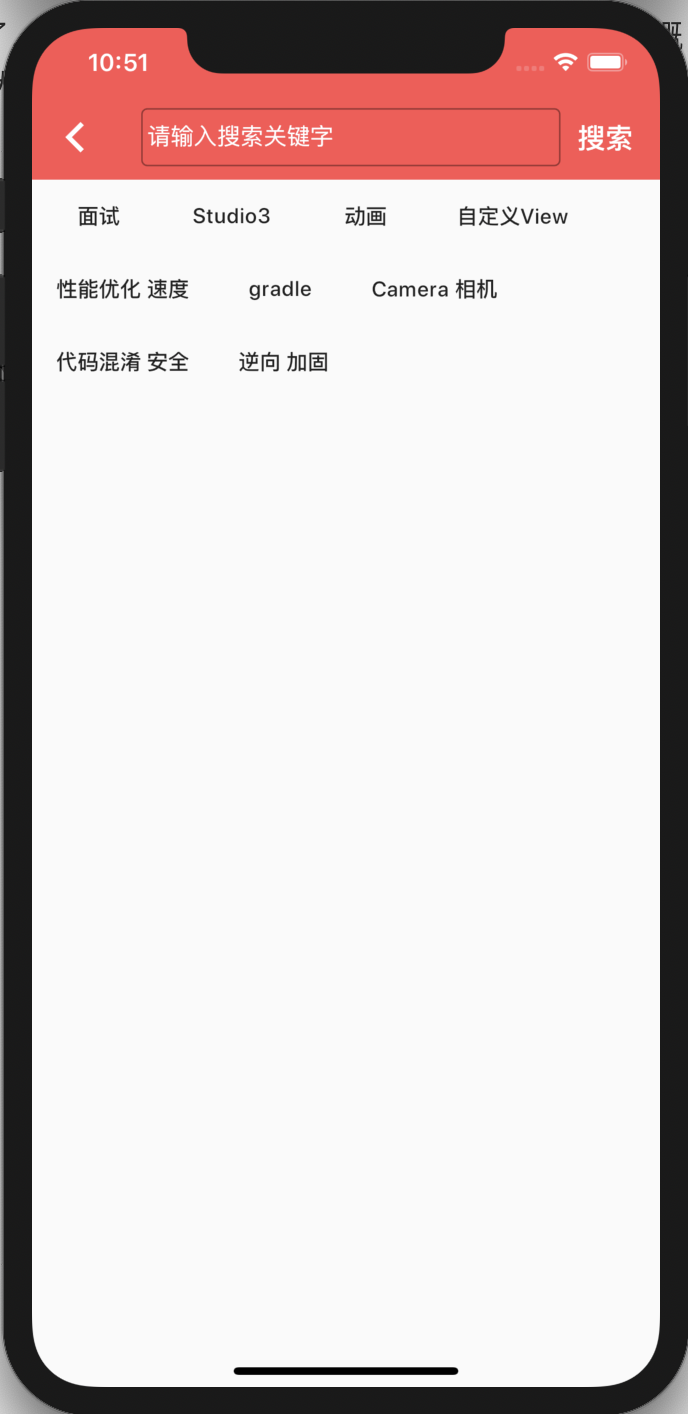 10:51
请输入搜索关键字 搜索
面试 Studio3 动画 自定义View
性能优化 速度 gradle Camera 相机
代码混淆 安全 逆向 加固